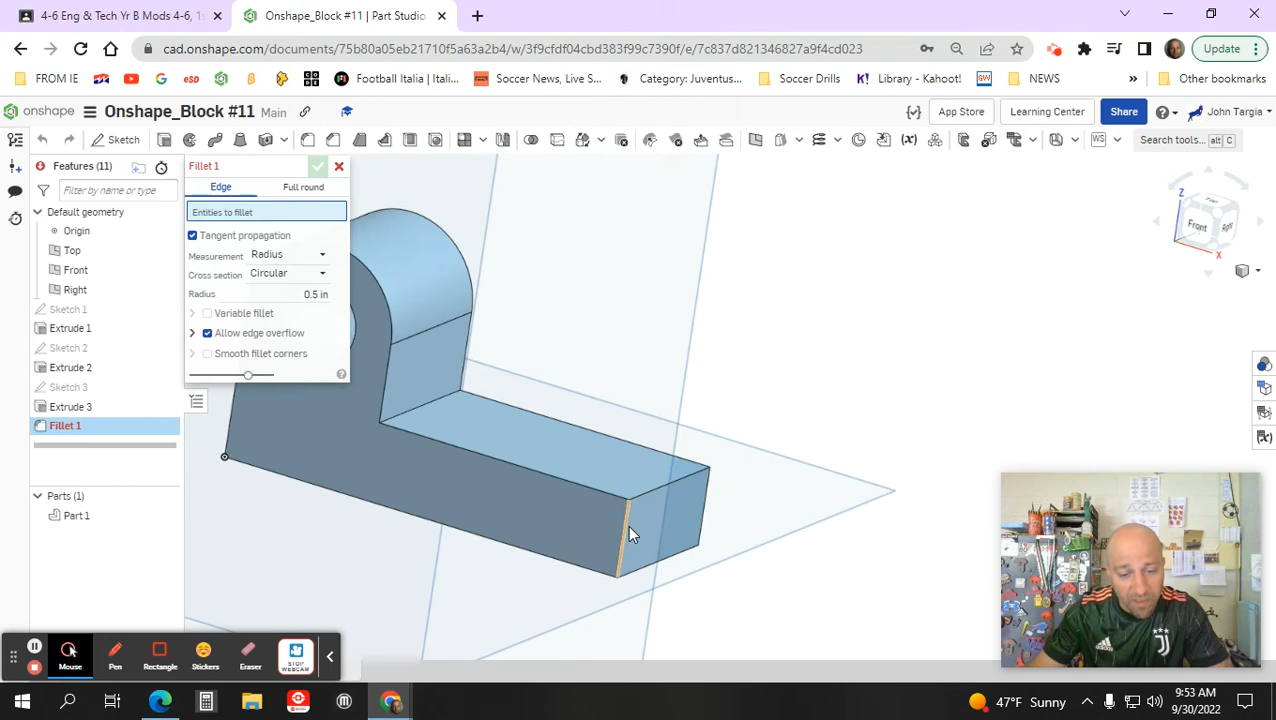 4-6 Eng & Tech Yr B Mods 4-6, 1s
Onshape_Block #11 | Part Studio
cad.onshape.com/documents/75b80a05eb21710f5a63a2b4/w/3f9cfdf04cbd383f99c7390f/e/7c837d821346827a9f4cd023
Update
FROM IE
esD
Football Italia | Itali...
Soccer News, Live S...
Category: Juventus...
Soccer Drills
Library - Kahoot!
NEWS
Other bookmarks
onshape
Onshape_Block #11
Main
App Store
Learning Center
Share
John Targia
Sketch
WS
Search tools...
alt
C
Features (11)
Filter by name or type
Default geometry
Origin
Top
Front
Right
Sketch 1
Extrude 1
Sketch 2
Extrude 2
Sketch 3
Extrude 3
Fillet 1
Parts (1)
Part 1
Fillet 1
Edge
Full round
Entities to fillet
Tangent propagation
Measurement
Radius
Cross section
Circular
Radius
0.5 in
Variable fillet
Allow edge overflow
Smooth fillet corners
Z
Front
Right
X
Mouse
Pen
Rectangle
Stickers
Eraser
STOP
WEBCAM
47°F Sunny
9:53 AM
9/30/2022